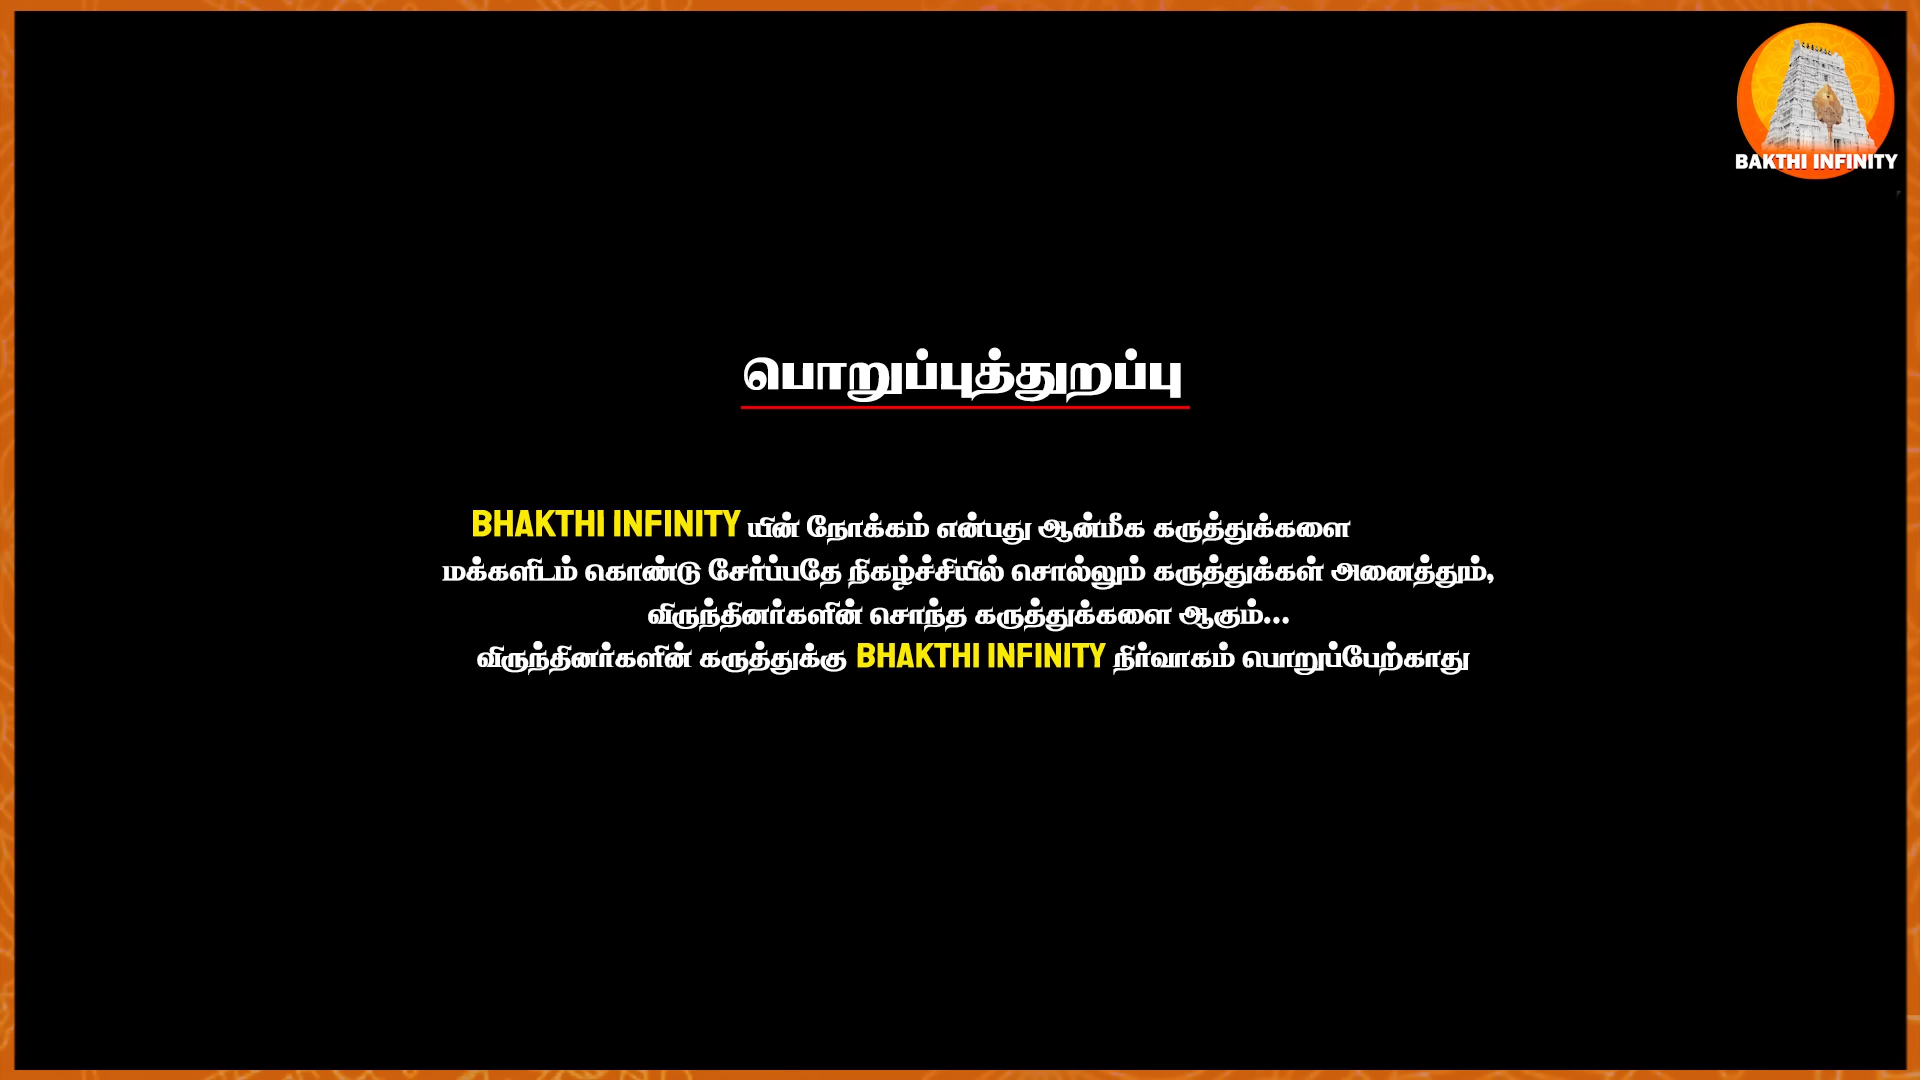 BAKTHI INFINITY
பொறுப்புத்துறப்பு
BHAKTHI INFINITY யின் நோக்கம் என்பது ஆன்மீக கருத்துக்களை
மக்களிடம் கொண்டு சேர்ப்பதே நிகழ்ச்சியில் சொல்லும் கருத்துக்கள் அனைத்தும்,
விருந்தினர்களின் சொந்த கருத்துக்களை ஆகும்...
விருந்தினர்களின் கருத்துக்கு BHAKTHI INFINITY நிர்வாகம் பொறுப்பேற்காது